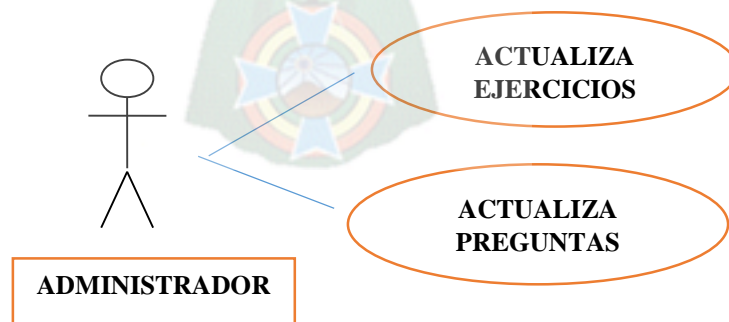 ACTUALIZA
EJERCICIOS
ACTUALIZA
PREGUNTAS
ADMINISTRADOR